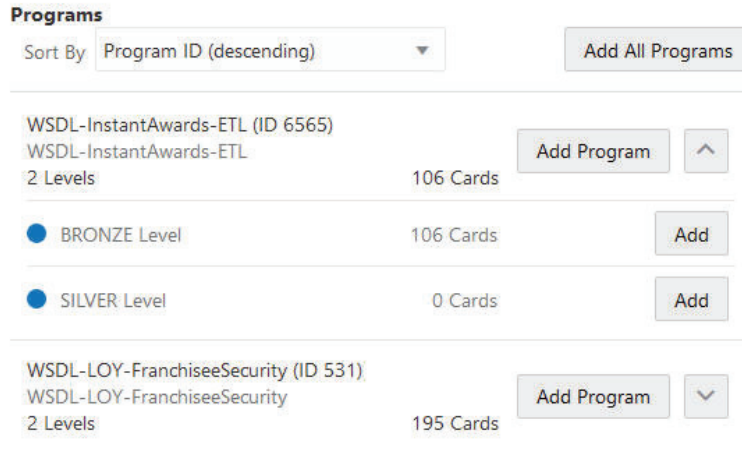 Programs
Sort By Program ID (descending) Add All Programs
WSDL-InstantAwards-ETL (ID 6565)
WSDL-InstantAwards-ETL Add Program
2 Levels 106 Cards
BRONZE Level 106 Cards Add
SILVER Level 0 Cards Add
WSDL-LOY-FranchiseeSecurity (ID 531)
WSDL-LOY-FranchiseeSecurity Add Program
2 Levels 195 Cards